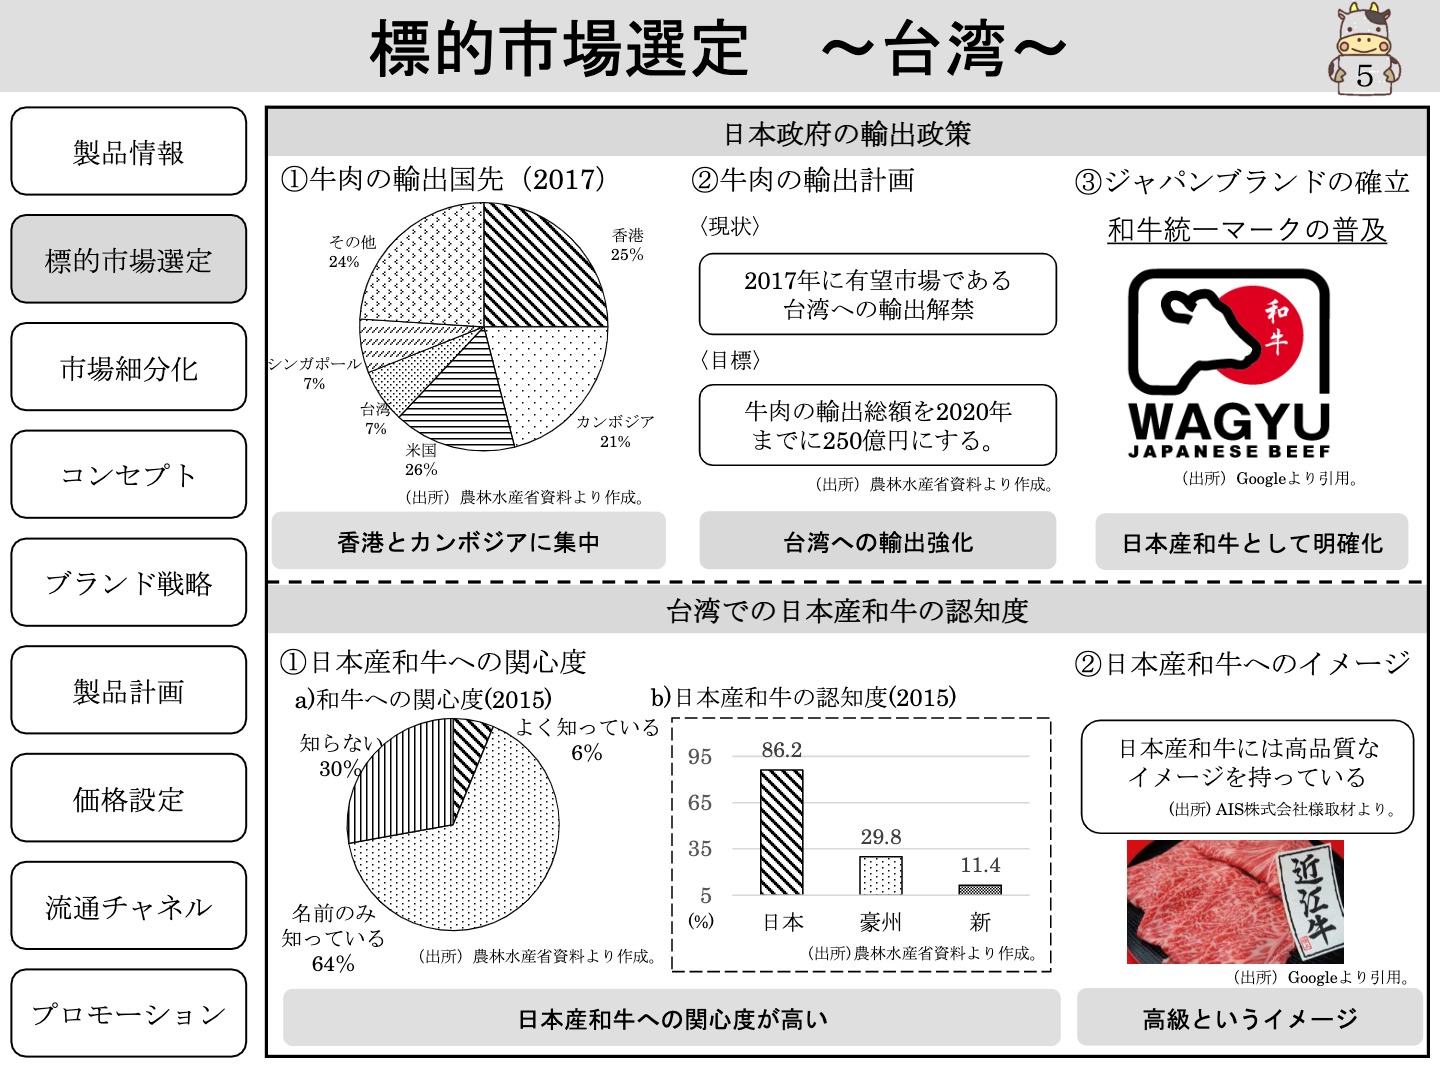 標的市場選定　～台湾～
5
製品情報
標的市場選定
市場細分化
コンセプト
ブランド戦略
製品計画
価格設定
流通チャネル
プロモーション
日本政府の輸出政策
①牛肉の輸出国先（2017）
その他
24%
香港
25%
シンガポール
7%
台湾
7%
米国
26%
カンボジア
21%
（出所）農林水産省資料より作成。
香港とカンボジアに集中
②牛肉の輸出計画
〈現状〉
2017年に有望市場である
台湾への輸出解禁
〈目標〉
牛肉の輸出総額を2020年
までに250億円にする。
（出所）農林水産省資料より作成。
台湾への輸出強化
③ジャパンブランドの確立
和牛統一マークの普及
和牛
WAGYU
JAPANESE BEEF
（出所）Googleより引用。
日本産和牛として明確化
台湾での日本産和牛の認知度
①日本産和牛への関心度
a)和牛への関心度(2015)
知らない
30%
よく知っている
6%
名前のみ
知っている
64%
（出所）農林水産省資料より作成。
b)日本産和牛の認知度(2015)
95
65
35
5
(%)
86.2
29.8
11.4
日本
豪州
新
（出所）農林水産省資料より作成。
日本産和牛への関心度が高い
②日本産和牛へのイメージ
日本産和牛には高品質な
イメージを持っている
（出所）AIS株式会社様取材より。
近江牛
（出所）Googleより引用。
高級というイメージ